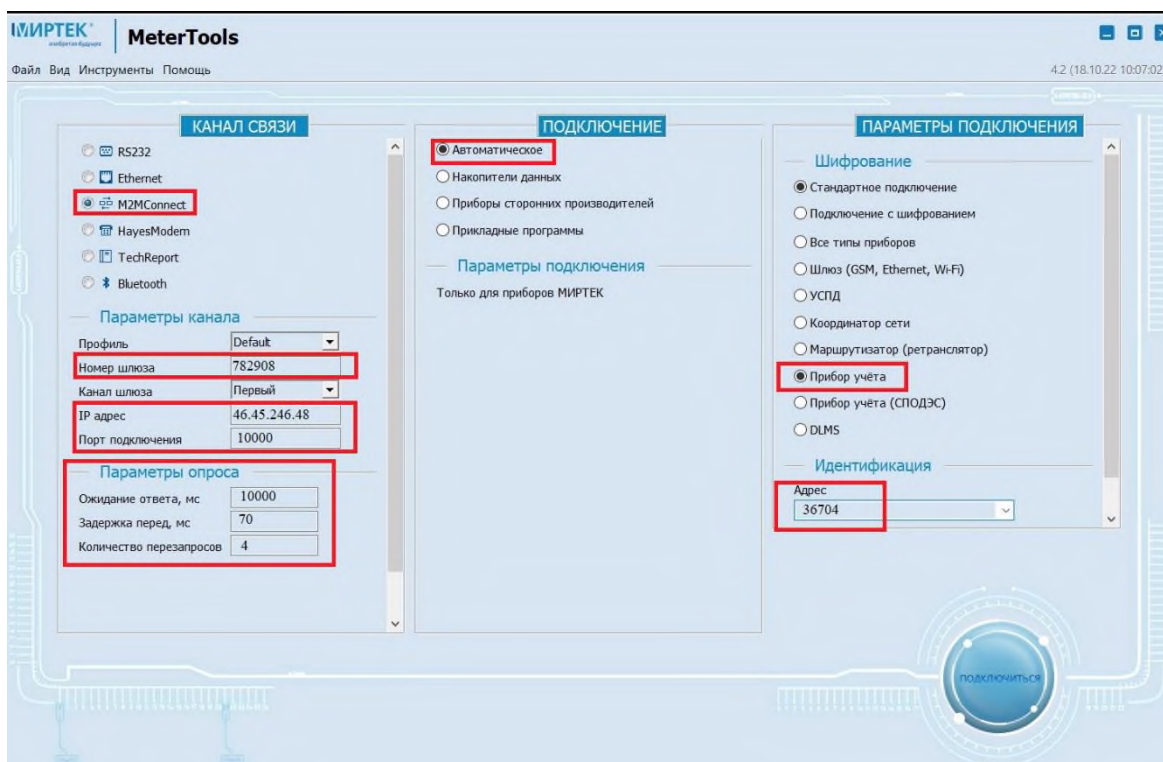 МИРТЕК
MeterTools
Файл Вид Инструменты Помощь
4.2 (18.10.22 10:07:02)
КАНАЛ СВЯЗИ
RS232
Ethernet
M2MConnect
HayesModem
TechReport
Bluetooth
Параметры канала
Профиль Default
Номер шлюза 782908
Канал шлюза Первый
IP адрес 46.45.246.48
Порт подключения 10000
Параметры опроса
Ожидание ответа, мс 10000
Задержка перед, мс 70
Количество перезапросов 4
ПОДКЛЮЧЕНИЕ
Автоматическое
Накопители данных
Приборы сторонних производителей
Прикладные программы
Параметры подключения
Только для приборов МИРТЕК
ПАРАМЕТРЫ ПОДКЛЮЧЕНИЯ
Шифрование
Стандартное подключение
Подключение с шифрованием
Все типы приборов
Шлюз (GSM, Ethernet, Wi-Fi)
УСПД
Координатор сети
Маршрутизатор (ретранслятор)
Прибор учёта
Прибор учёта (СПОДЭС)
DLMS
Идентификация
Адрес
36704
ПОДКЛЮЧИТЬСЯ